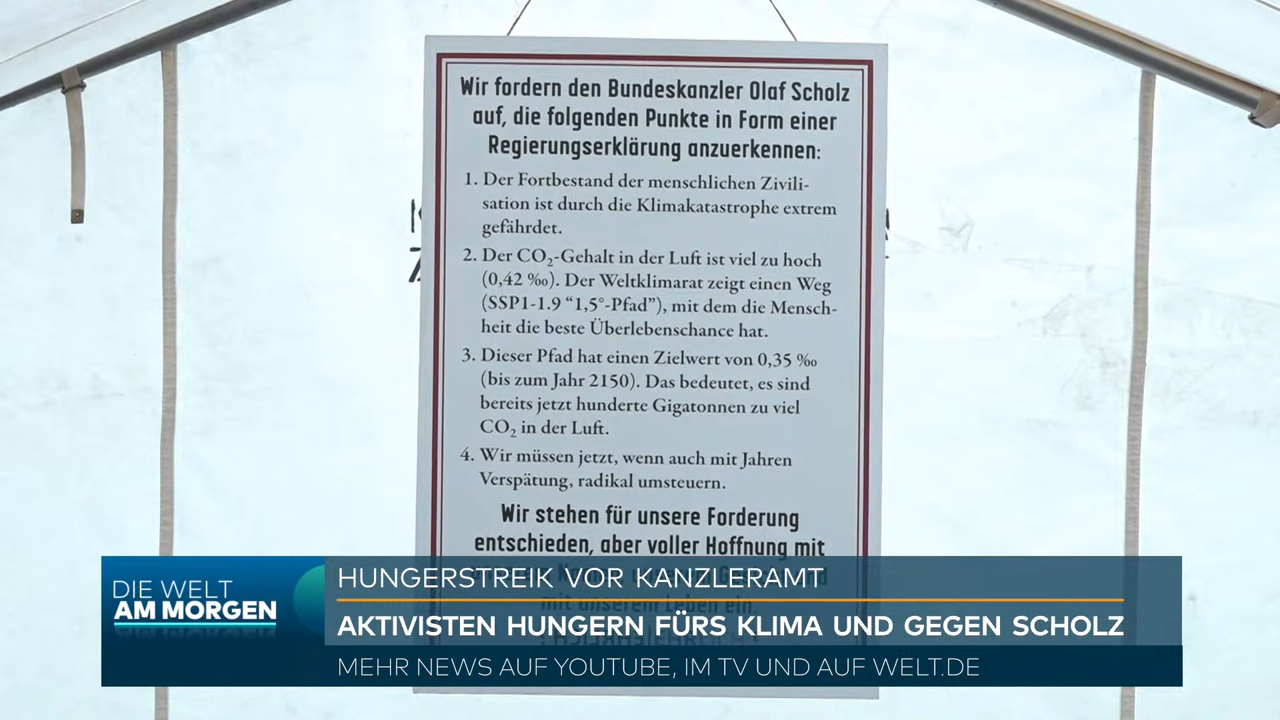 Wir fordern den Bundeskanzler Olaf Scholz
auf, die folgenden Punkte in Form einer
Regierungserklärung anzuerkennen:
1. Der Fortbestand der menschlichen Zivili-
sation ist durch die Klimakatastrophe extrem
gefährdet.
2. Der CO₂-Gehalt in der Luft ist viel zu hoch
(0,42 ‰). Der Weltklimarat zeigt einen Weg
(SSP1-1.9 “1,5°-Pfad”), mit dem die Mensch-
heit die beste Überlebenschance hat.
3. Dieser Pfad hat einen Zielwert von 0,35 ‰
(bis zum Jahr 2150). Das bedeutet, es sind
bereits jetzt hunderte Gigatonnen zu viel
CO₂ in der Luft.
4. Wir müssen jetzt, wenn auch mit Jahren
Verspätung, radikal umsteuern.
Wir stehen für unsere Forderung
entschieden, aber voller Hoffnung mit
mit unserem Leben ein.
DIE WELT
AM MORGEN
HUNGERSTREIK VOR KANZLERAMT
AKTIVISTEN HUNGERN FÜRS KLIMA UND GEGEN SCHOLZ
MEHR NEWS AUF YOUTUBE, IM TV UND AUF WELT.DE